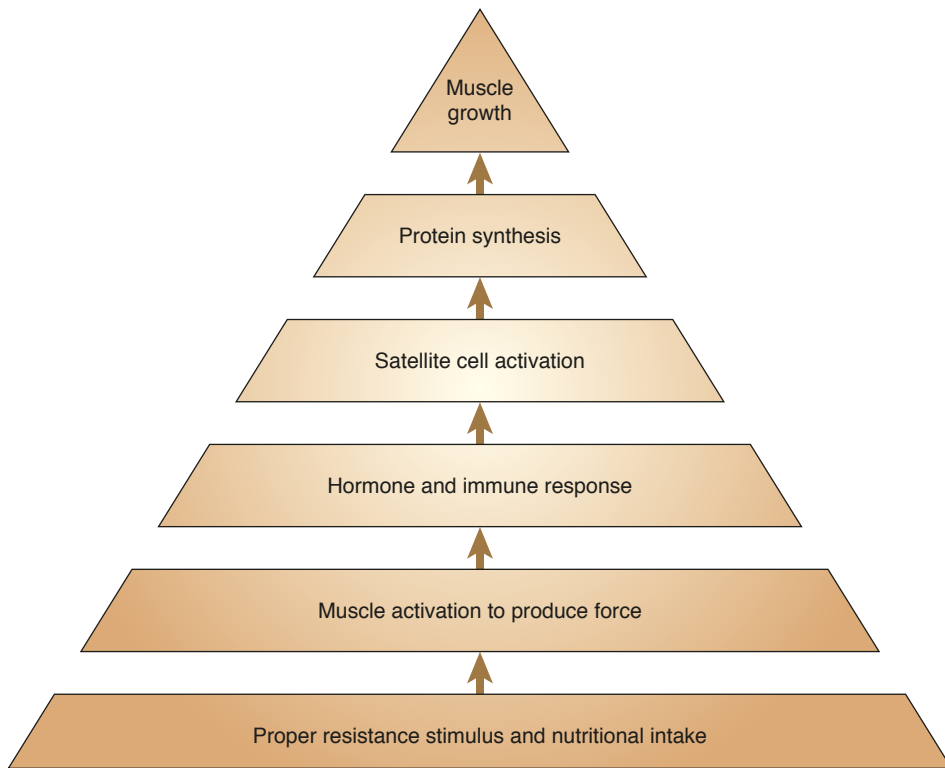 Muscle
growth
Protein synthesis
Satellite cell activation
Hormone and immune response
Muscle activation to produce force
Proper resistance stimulus and nutritional intake